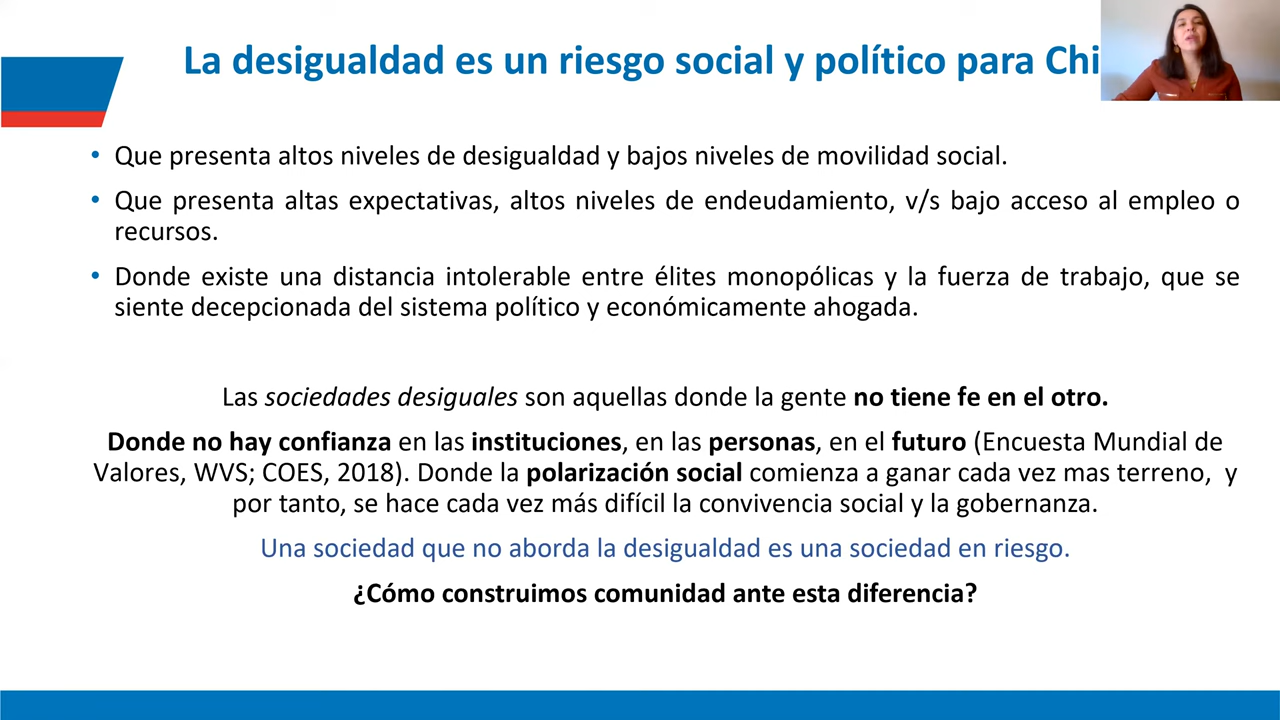 La desigualdad es un riesgo social y político para Chi
• Que presenta altos niveles de desigualdad y bajos niveles de movilidad social.
• Que presenta altas expectativas, altos niveles de endeudamiento, v/s bajo acceso al empleo o
recursos.
• Donde existe una distancia intolerable entre élites monopólicas y la fuerza de trabajo, que se
siente decepcionada del sistema político y económicamente ahogada.
Las sociedades desiguales son aquellas donde la gente no tiene fe en el otro.
Donde no hay confianza en las instituciones, en las personas, en el futuro (Encuesta Mundial de
Valores, WVS; COES, 2018). Donde la polarización social comienza a ganar cada vez mas terreno, y
por tanto, se hace cada vez más difícil la convivencia social y la gobernanza.
Una sociedad que no aborda la desigualdad es una sociedad en riesgo.
¿Cómo construimos comunidad ante esta diferencia?